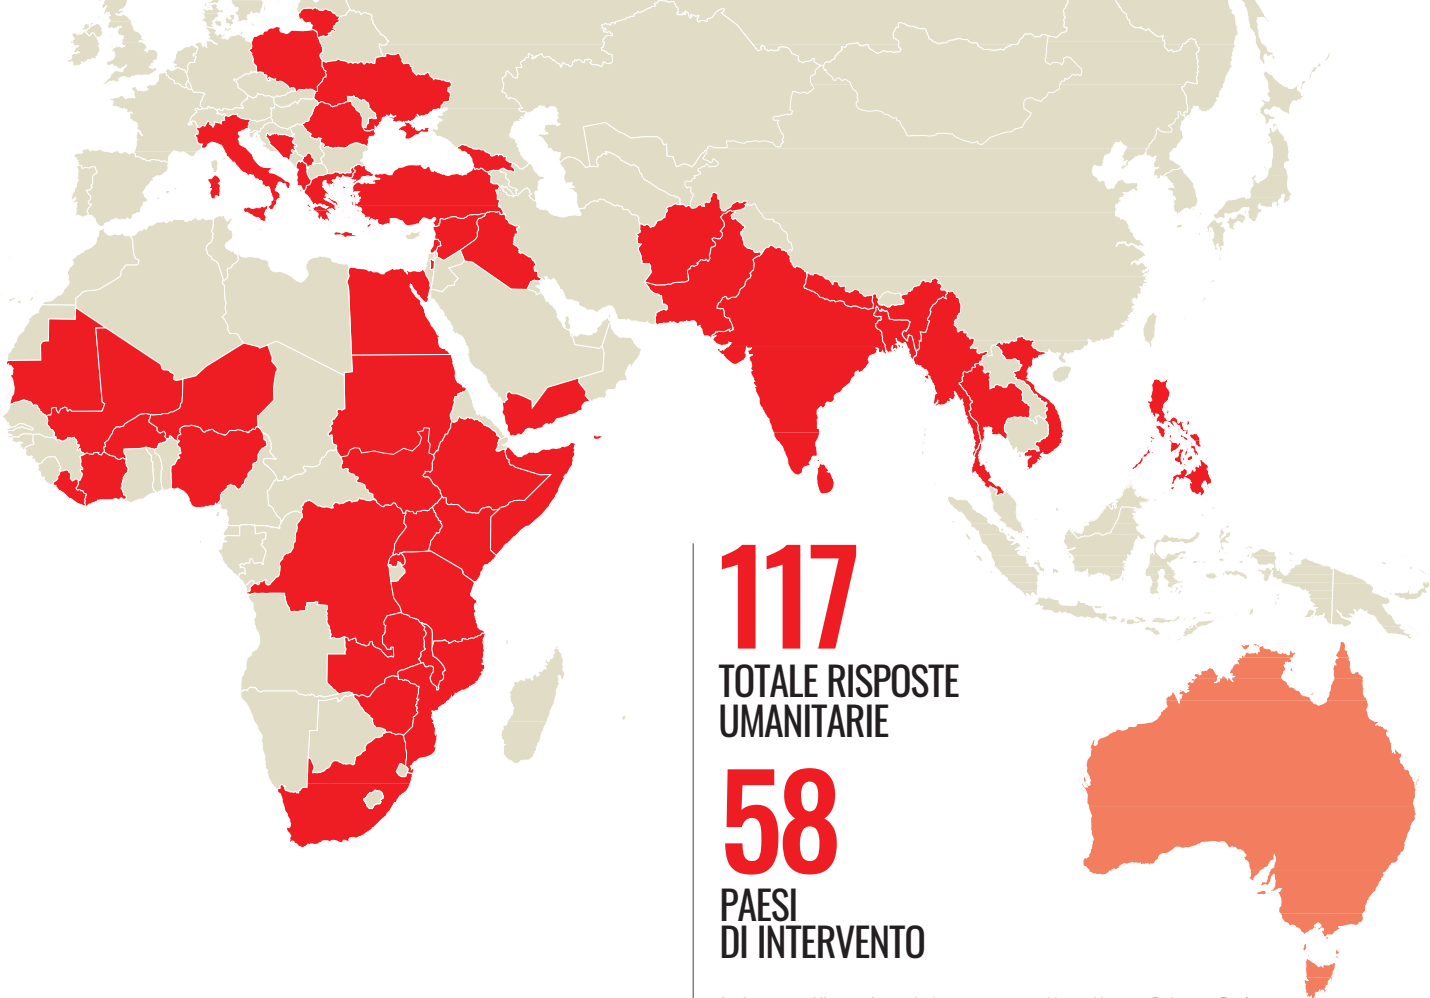 117
TOTALE RISPOSTE
UMANITARIE
58
PAESI
DI INTERVENTO